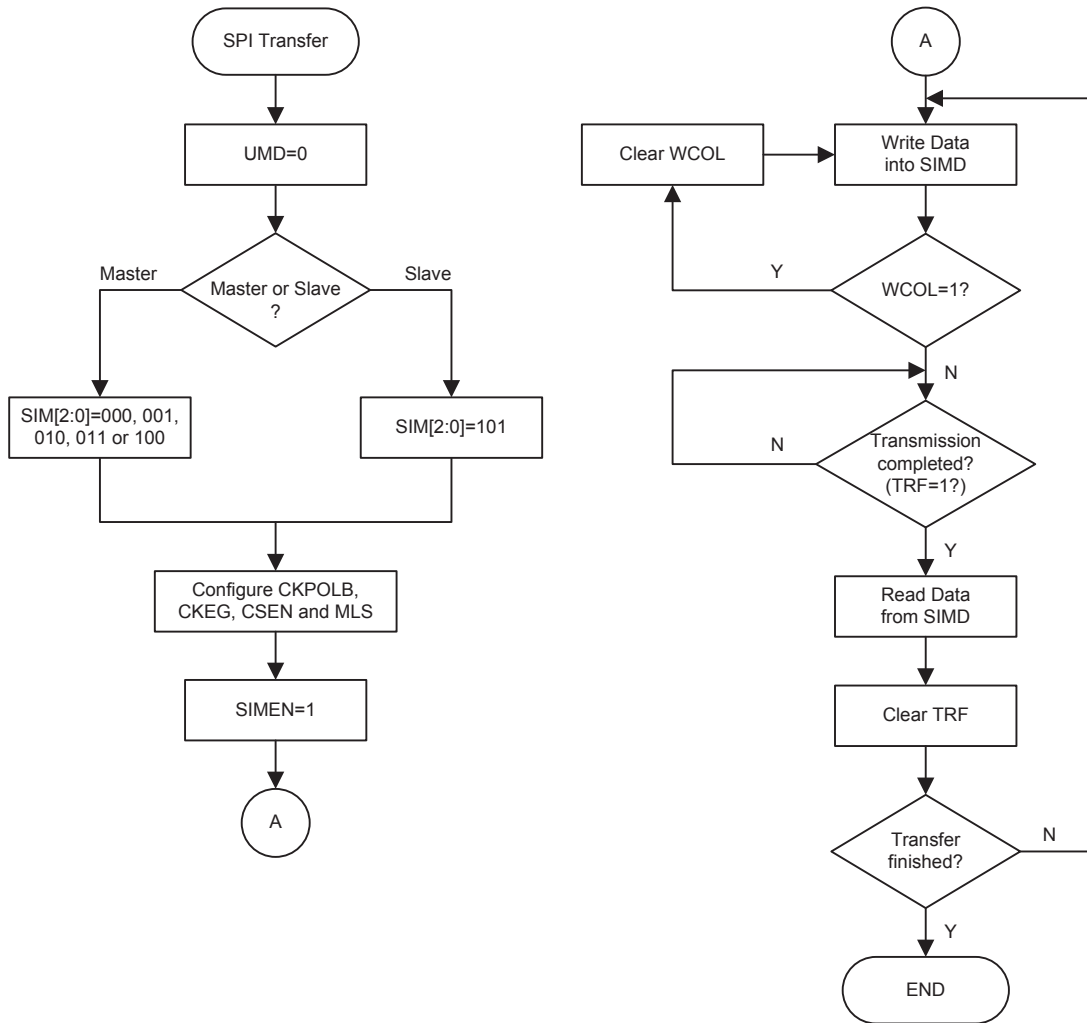 SPI Transfer
UMD=0
Master
Slave
Master or Slave
?
SIM[2:0]=000, 001,
010, 011 or 100
SIM[2:0]=101
Configure CKPOLB,
CKEG, CSEN and MLS
SIMEN=1
A
A
Clear WCOL
Write Data
into SIMD
Y
WCOL=1?
N
N
Transmission
completed?
(TRF=1?)
Y
Read Data
from SIMD
Clear TRF
Transfer
finished?
N
Y
END